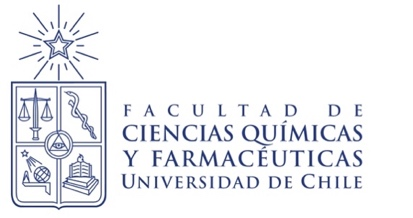 FACULTAD DE
CIENCIAS QUÍMICAS
Y FARMACÉUTICAS
UNIVERSIDAD DE CHILE